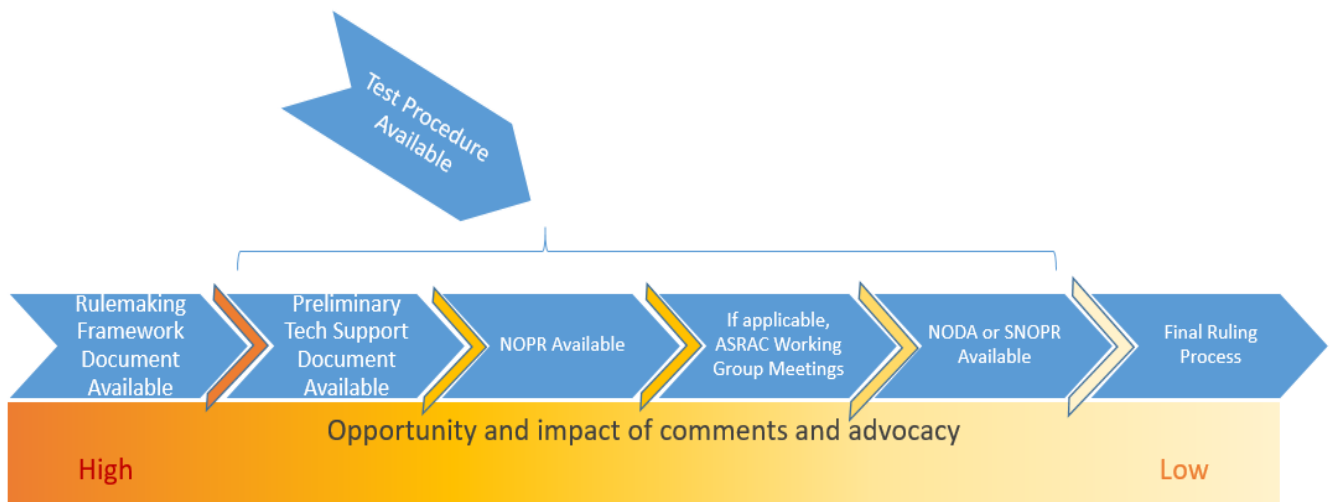 Test Procedure
Available
Rulemaking
Framework
Document
Available
Preliminary
Tech Support
Document
Available
NOPR Available
If applicable,
ASRAC Working
Group Meetings
NODA or SNOPR
Available
Final Ruling
Process
Opportunity and impact of comments and advocacy
High
Low